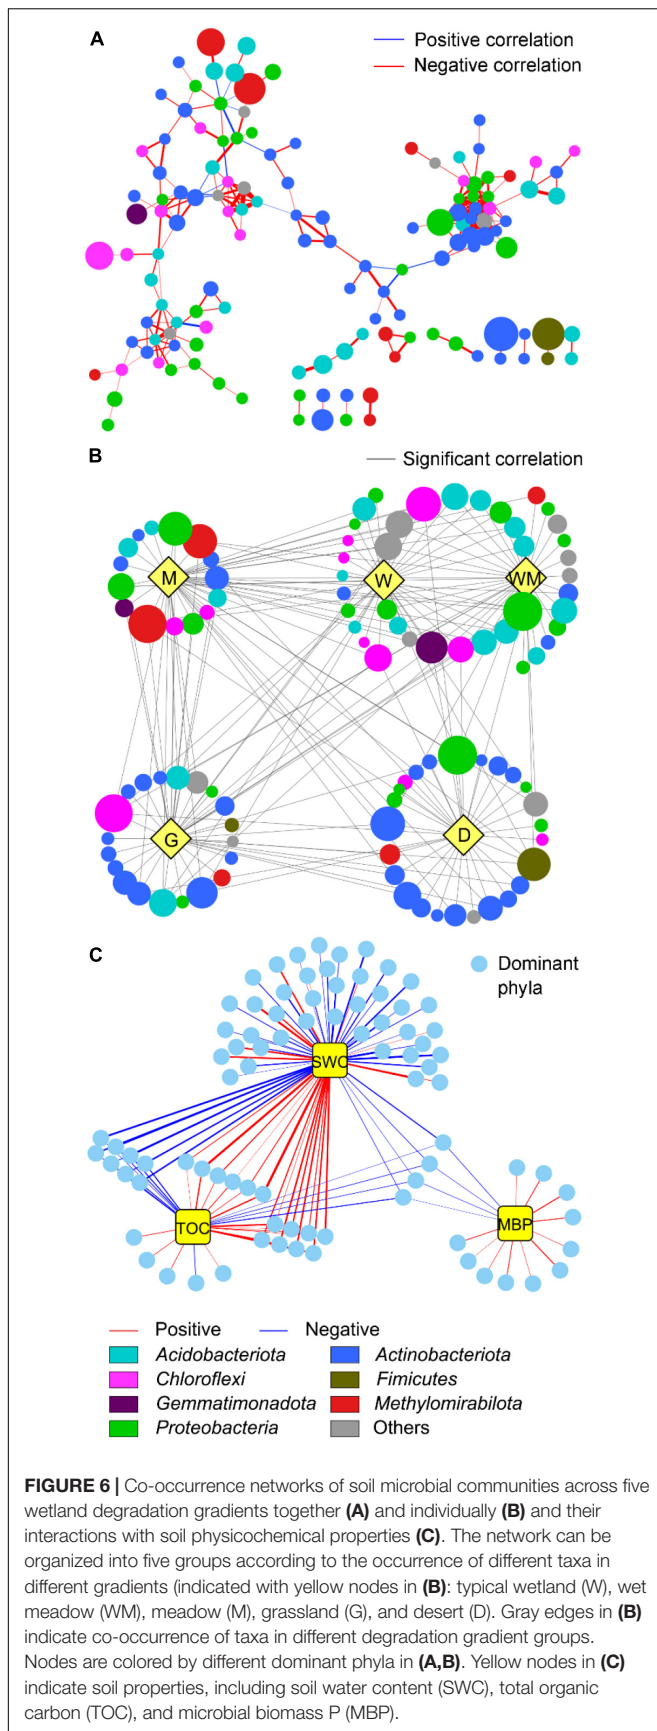 A
Positive correlation
Negative correlation
B
Significant correlation
M
W
WM
G
D
C
Dominant
phyla
SWC
TOC
MBP
Positive
Negative
Acidobacteriota
Actinobacteriota
Chloroflexi
Fimicutes
Gemmatimonadota
Methylomirabilota
Proteobacteria
Others
FIGURE 6 | Co-occurrence networks of soil microbial communities across five
wetland degradation gradients together (A) and individually (B) and their
interactions with soil physicochemical properties (C). The network can be
organized into five groups according to the occurrence of different taxa in
different gradients (indicated with yellow nodes in (B): typical wetland (W), wet
meadow (WM), meadow (M), grassland (G), and desert (D). Gray edges in (B)
indicate co-occurrence of taxa in different degradation gradient groups.
Nodes are colored by different dominant phyla in (A,B). Yellow nodes in (C)
indicate soil properties, including soil water content (SWC), total organic
carbon (TOC), and microbial biomass P (MBP).